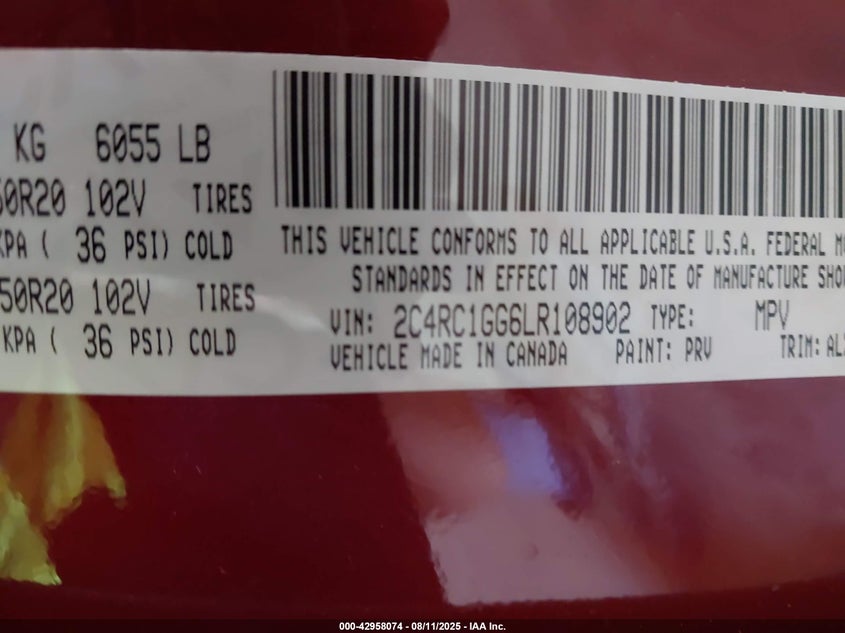 KG 6055 LB
50R20 102V TIRES
KPA ( 36 PSI) COLD
50R20 102V TIRES
KPA ( 36 PSI) COLD
THIS VEHICLE CONFORMS TO ALL APPLICABLE U.S.A. FEDERAL M
STANDARDS IN EFFECT ON THE DATE OF MANUFACTURE SHO
VIN: 2C4RC1GG6LR108902 TYPE: MPV
VEHICLE MADE IN CANADA PAINT: PRV TRIM: AL
000-42958074 - 08/11/2025 - IAA Inc.